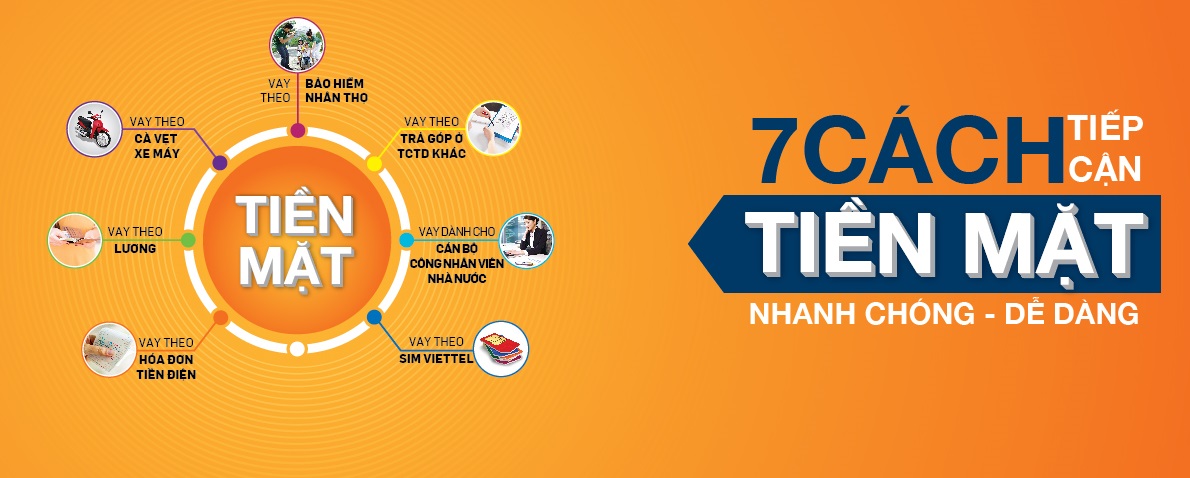 VAY THEO
BẢO HIỂM
NHÂN THỌ
VAY THEO
CÀ VẸT
XE MÁY
VAY THEO
TRẢ GÓP Ở
TCTD KHÁC
VAY THEO
LƯƠNG
TIỀN
MẶT
VAY DÀNH CHO
CÁN BỘ
CÔNG NHÂN VIÊN
NHÀ NƯỚC
VAY THEO
HÓA ĐƠN
TIỀN ĐIỆN
VAY THEO
SIM VIETTEL
7 CÁCH TIẾP CẬN
TIỀN MẶT
NHANH CHÓNG - DỄ DÀNG